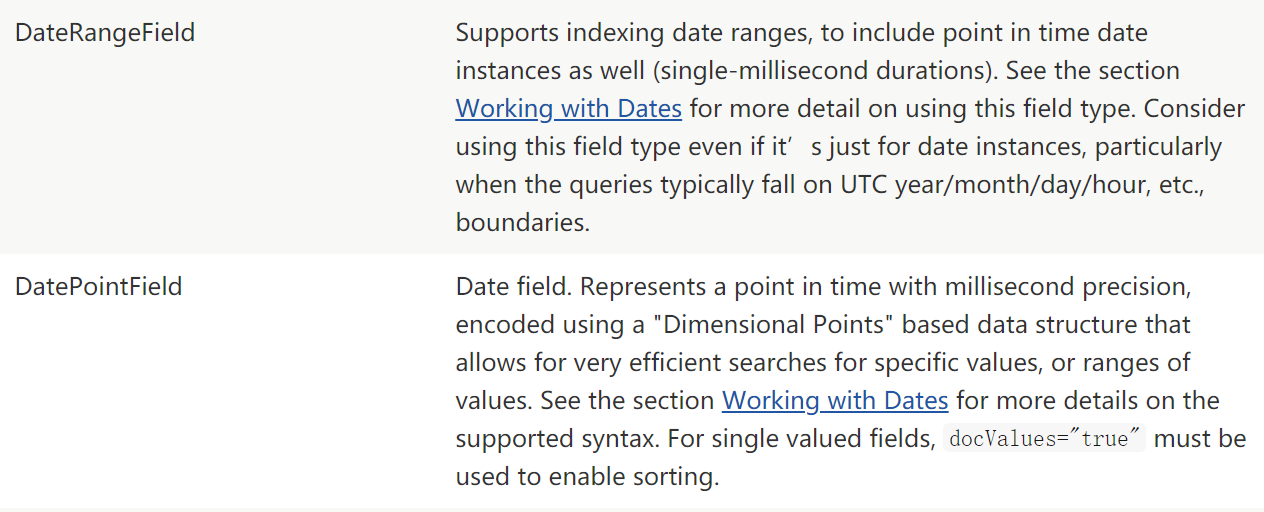 DateRangeField
Supports indexing date ranges, to include point in time date
instances as well (single-millisecond durations). See the section
Working with Dates for more detail on using this field type. Consider
using this field type even if it’s just for date instances, particularly
when the queries typically fall on UTC year/month/day/hour, etc.,
boundaries.
DatePointField
Date field. Represents a point in time with millisecond precision,
encoded using a "Dimensional Points" based data structure that
allows for very efficient searches for specific values, or ranges of
values. See the section Working with Dates for more details on the
supported syntax. For single valued fields, docValues="true" must be
used to enable sorting.